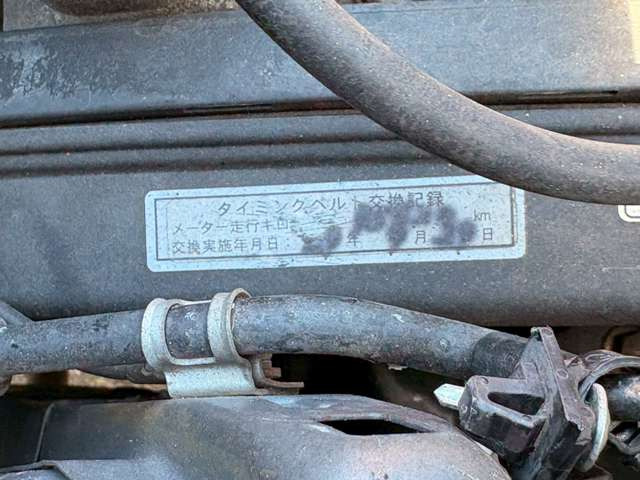 タイミングベルト交換記録
メーター走行キロ km
交換実施年月日 年 月 日